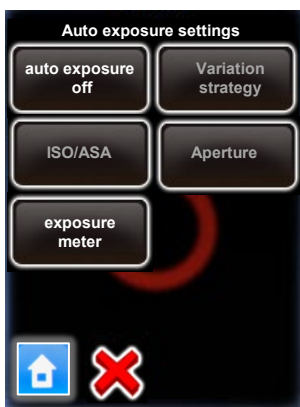 Auto exposure settings
auto exposure
off
Variation
strategy
ISO/ASA
Aperture
exposure
meter